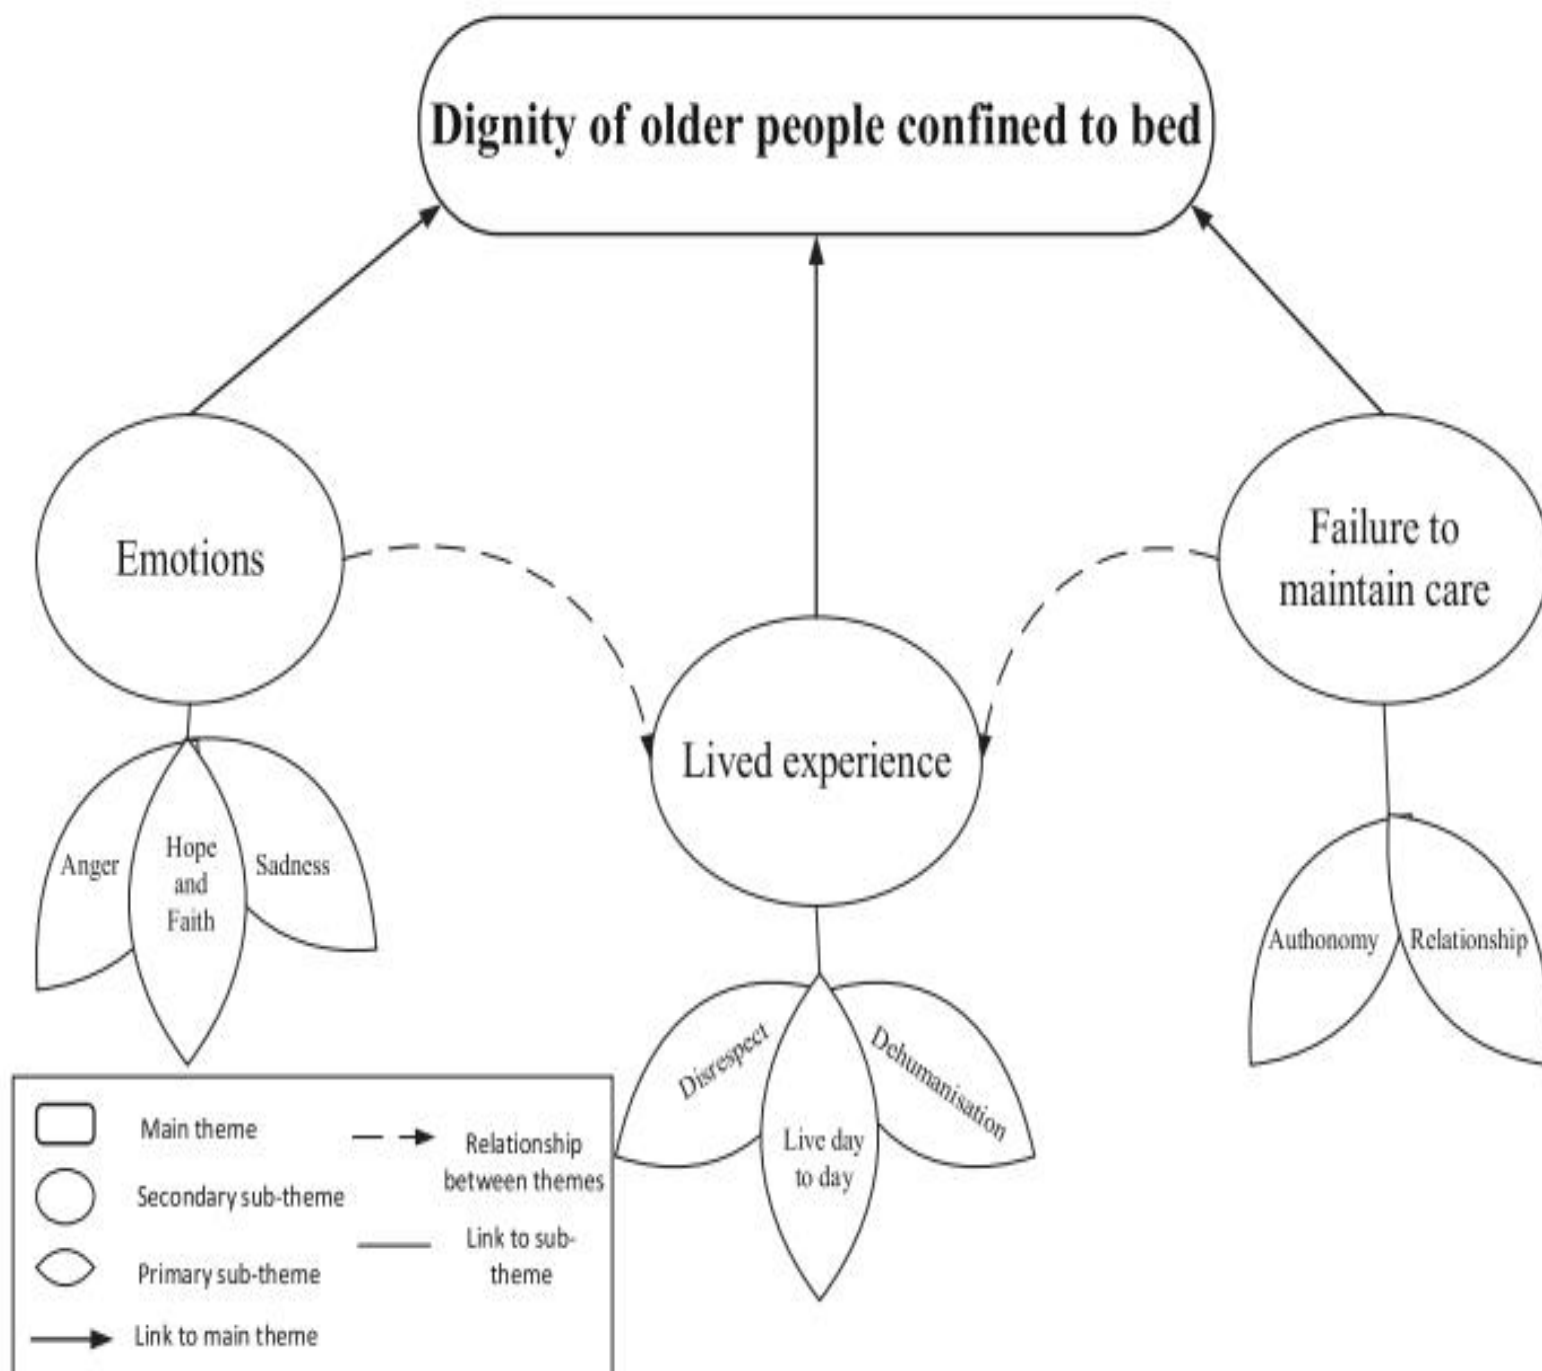 Dignity of older people confined to bed
Emotions
Failure to
maintain care
Lived experience
Anger
Hope
and
Faith
Sadness
Authonomy
Relationship
Disrespect
Live day
to day
Dehumanisation
Main theme
Secondary sub-theme
Primary sub-theme
Link to main theme
Relationship
between themes
Link to sub-
theme